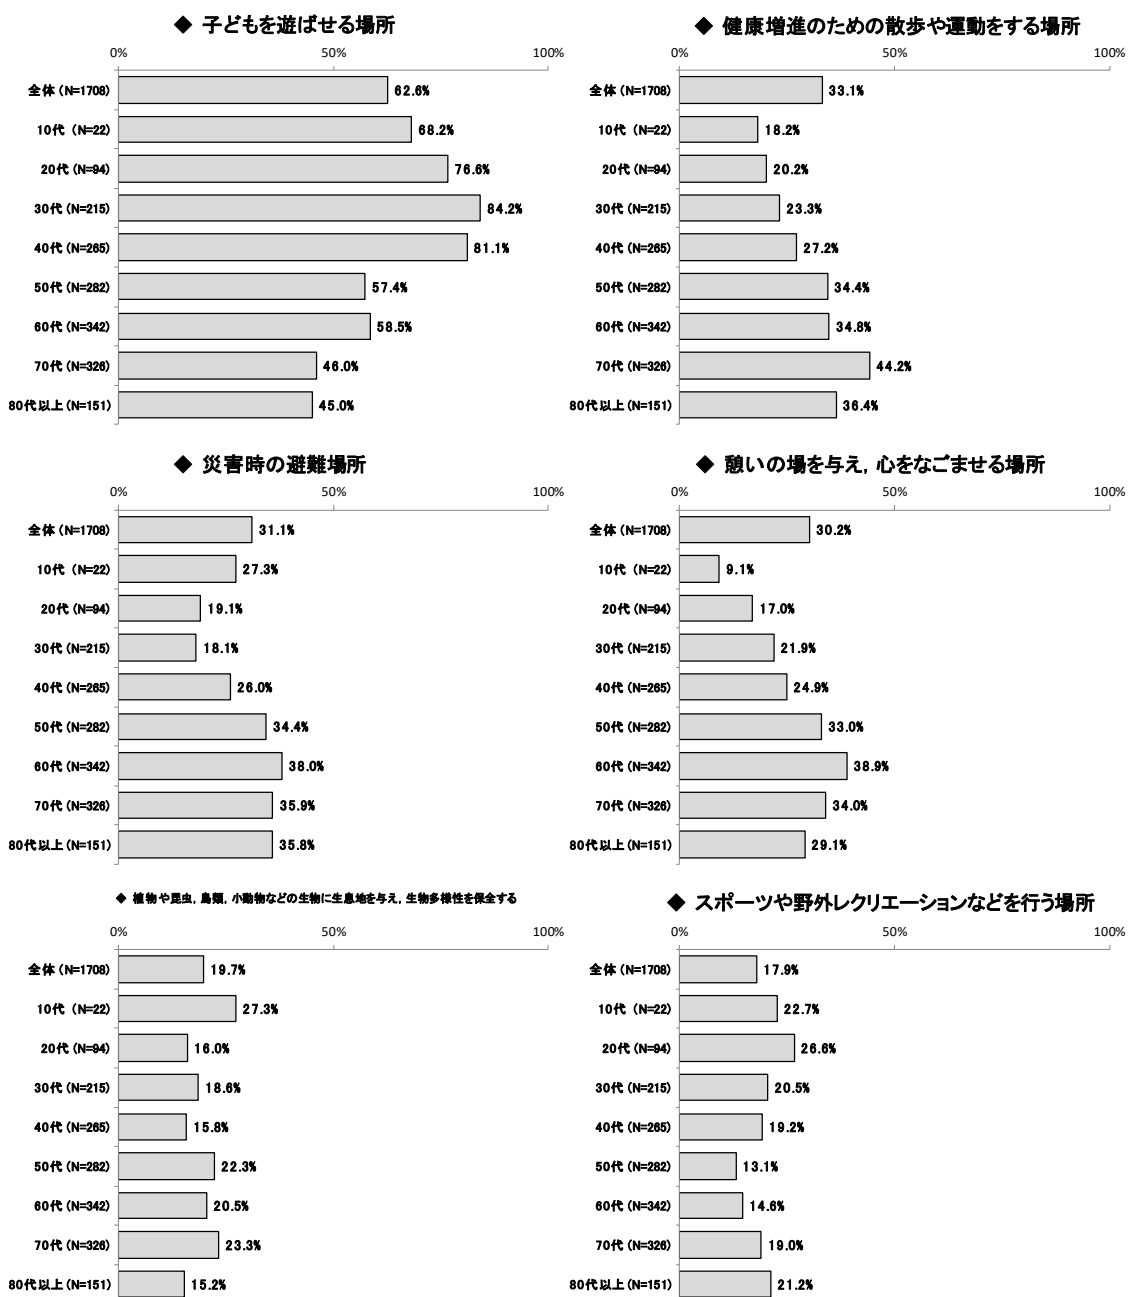 ◆ 子どもを遊ばせる場所
0% 50% 100%
全体(N=1708) 62.6%
10代 (N=22) 68.2%
20代(N=94) 76.6%
30代(N=215) 84.2%
40代(N=265) 81.1%
50代(N=282) 57.4%
60代(N=342) 58.5%
70代(N=326) 46.0%
80代以上(N=151) 45.0%
◆ 健康増進のための散歩や運動をする場所
0% 50% 100%
全体(N=1708) 33.1%
10代 (N=22) 18.2%
20代(N=94) 20.2%
30代(N=215) 23.3%
40代(N=265) 27.2%
50代(N=282) 34.4%
60代(N=342) 34.8%
70代(N=326) 44.2%
80代以上(N=151) 36.4%
◆ 災害時の避難場所
0% 50% 100%
全体(N=1708) 31.1%
10代 (N=22) 27.3%
20代(N=94) 19.1%
30代(N=215) 18.1%
40代(N=265) 26.0%
50代(N=282) 34.4%
60代(N=342) 38.0%
70代(N=326) 35.9%
80代以上(N=151) 35.8%
◆ 憩いの場を与え，心をなごませる場所
0% 50% 100%
全体(N=1708) 30.2%
10代 (N=22) 9.1%
20代(N=94) 17.0%
30代(N=215) 21.9%
40代(N=265) 24.9%
50代(N=282) 33.0%
60代(N=342) 38.9%
70代(N=326) 34.0%
80代以上(N=151) 29.1%
◆ 植物や昆虫，鳥類，小動物などの生物に生息地を与え，生物多様性を保全する
0% 50% 100%
全体(N=1708) 19.7%
10代 (N=22) 27.3%
20代(N=94) 16.0%
30代(N=215) 18.6%
40代(N=265) 15.8%
50代(N=282) 22.3%
60代(N=342) 20.5%
70代(N=326) 23.3%
80代以上(N=151) 15.2%
◆ スポーツや野外レクリエーションなどを行う場所
0% 50% 100%
全体(N=1708) 17.9%
10代 (N=22) 22.7%
20代(N=94) 26.6%
30代(N=215) 20.5%
40代(N=265) 19.2%
50代(N=282) 13.1%
60代(N=342) 14.6%
70代(N=326) 19.0%
80代以上(N=151) 21.2%